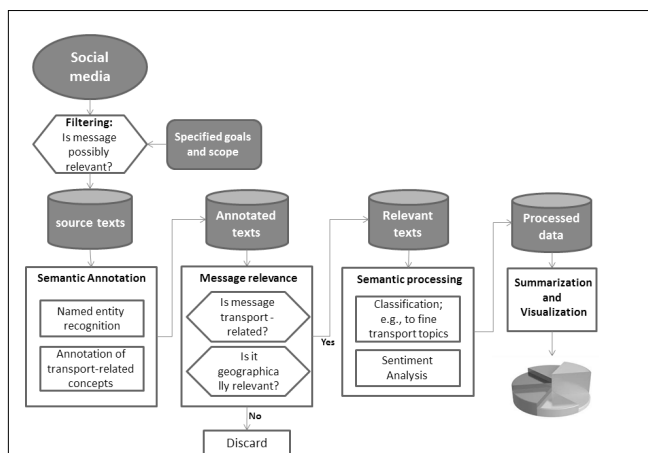 Social
media
Filtering:
Is message
possibly
relevant?
Specified goals
and scope
source texts
Annotated
texts
Relevant
texts
Processed
data
Semantic Annotation
Named entity
recognition
Annotation of
transport-related
concepts
Message relevance
Is message
transport -
related?
Is it
geographica
lly relevant?
Yes
No
Discard
Semantic processing
Classification;
e.g., to fine
transport topics
Sentiment
Analysis
Summarization
and
Visualization